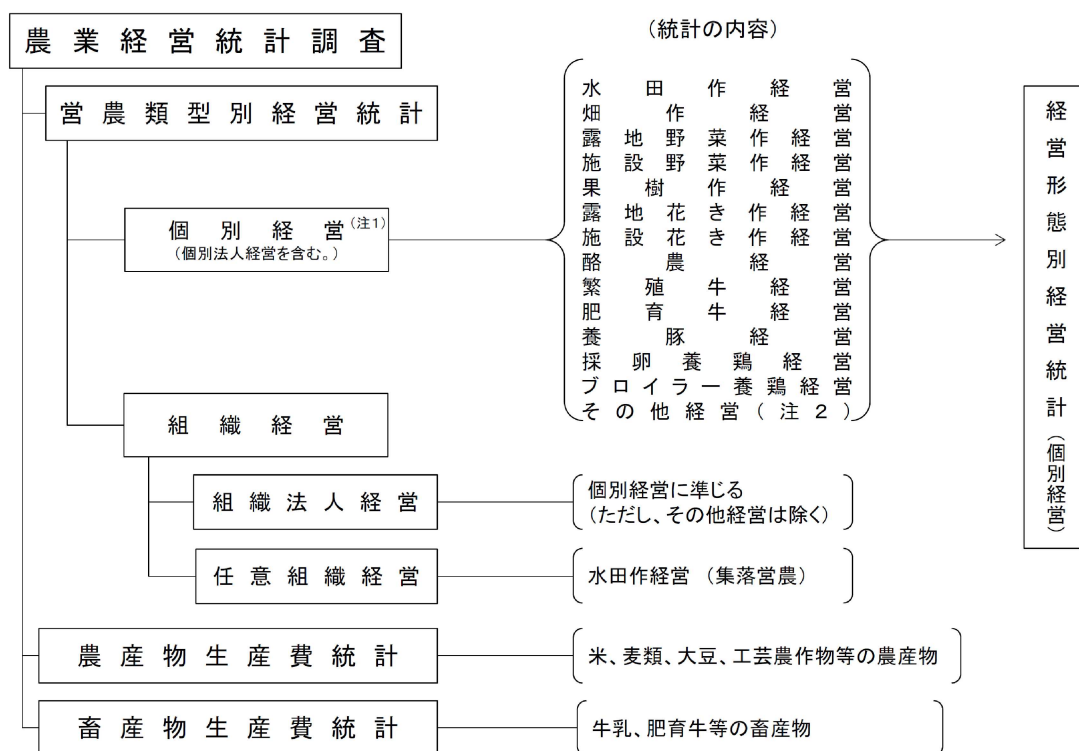 農業経営統計調査
(統計の内容)
営農類型別経営統計
個別経営(注1)
(個別法人経営を含む。)
水田作経営
畑作経営
露地野菜作経営
施設野菜作経営
果樹作経営
露地花き作経営
施設花き作経営
酪農経営
繁殖牛経営
肥育牛経営
養豚経営
採卵養鶏経営
ブロイラー養鶏経営
その他経営(注2)
経営形態別経営統計(個別経営)
組織経営
組織法人経営
個別経営に準じる
(ただし、その他経営は除く)
任意組織経営
水田作経営 (集落営農)
農産物生産費統計
米、麦類、大豆、工芸農作物等の農産物
畜産物生産費統計
牛乳、肥育牛等の畜産物